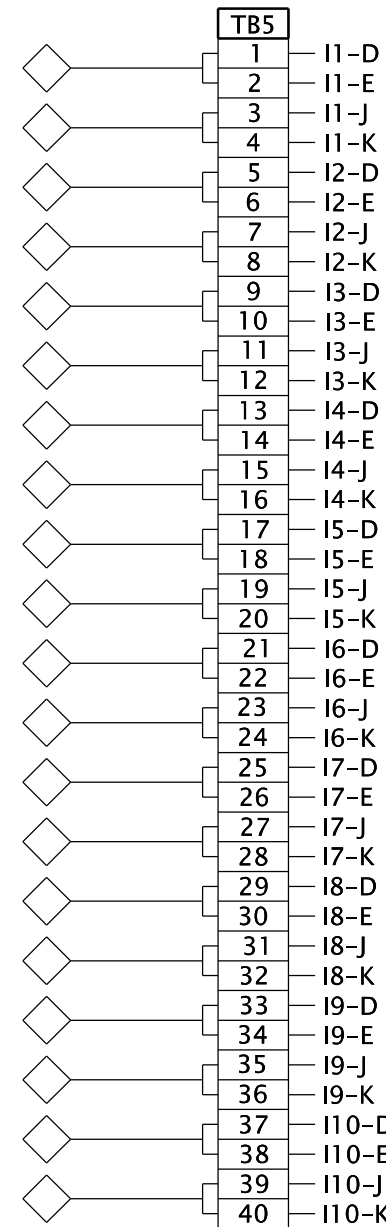 TB5
1 I1-D
2 I1-E
3 I1-J
4 I1-K
5 I2-D
6 I2-E
7 I2-J
8 I2-K
9 I3-D
10 I3-E
11 I3-J
12 I3-K
13 I4-D
14 I4-E
15 I4-J
16 I4-K
17 I5-D
18 I5-E
19 I5-J
20 I5-K
21 I6-D
22 I6-E
23 I6-J
24 I6-K
25 I7-D
26 I7-E
27 I7-J
28 I7-K
29 I8-D
30 I8-E
31 I8-J
32 I8-K
33 I9-D
34 I9-E
35 I9-J
36 I9-K
37 I10-D
38 I10-E
39 I10-J
40 I10-K